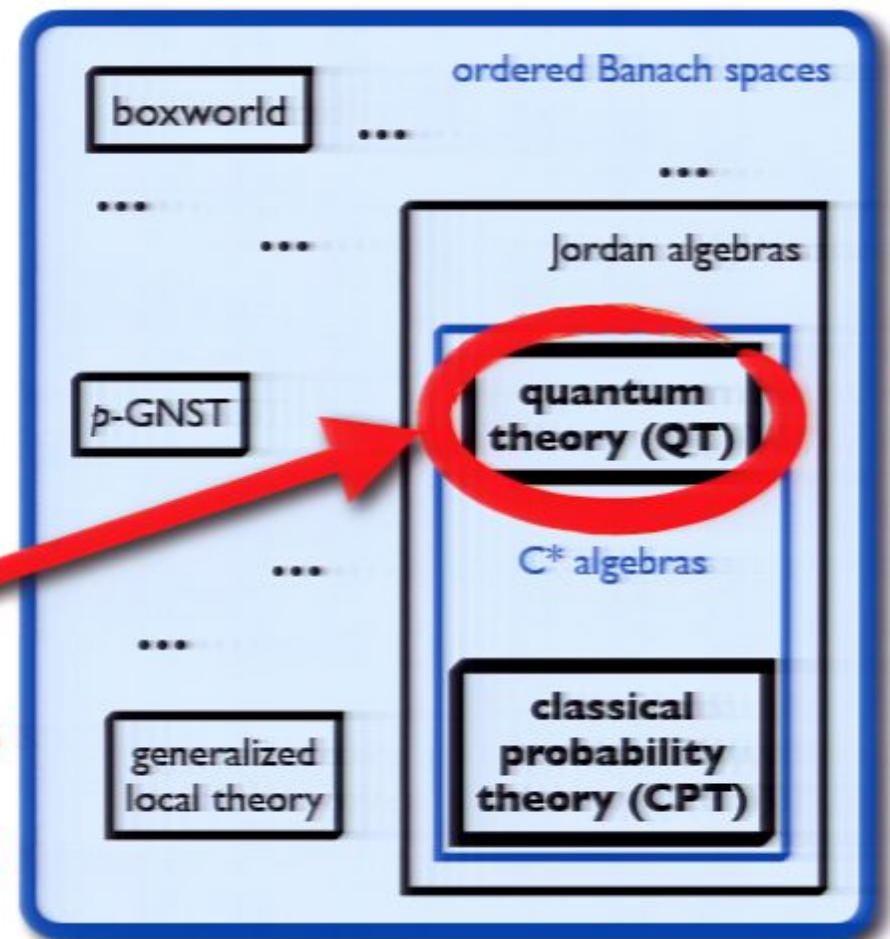 ordered Banach spaces
boxworld
...
...
...
...
Jordan algebras
p-GNST
quantum
theory (QT)
C* algebras
...
...
generalized
local theory
classical
probability
theory (CPT)